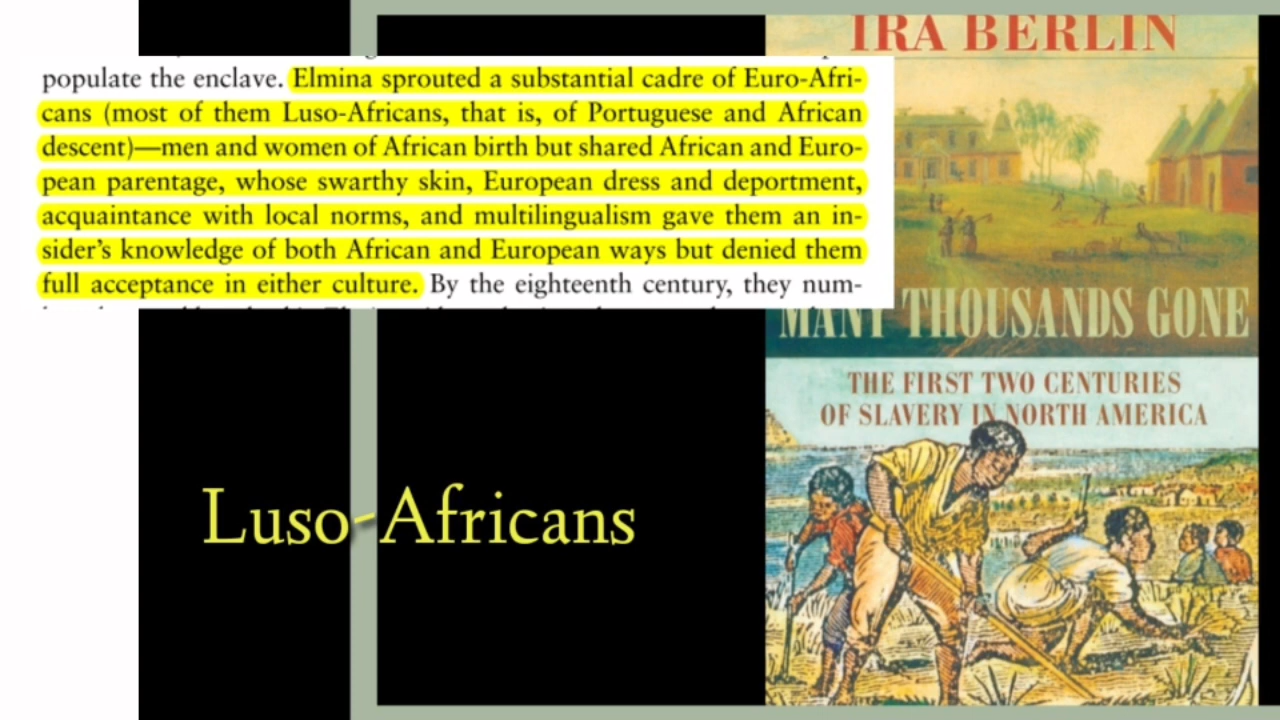 populate the enclave. Elmina sprouted a substantial cadre of Euro-Afri-
cans (most of them Luso-Africans, that is, of Portuguese and African
descent)—men and women of African birth but shared African and Euro-
pean parentage, whose swarthy skin, European dress and deportment,
acquaintance with local norms, and multilingualism gave them an in-
sider's knowledge of both African and European ways but denied them
full acceptance in either culture. By the eighteenth century, they num-
Luso-Africans
IRA BERLIN
MANY THOUSANDS GONE
THE FIRST TWO CENTURIES
OF SLAVERY IN NORTH AMERICA